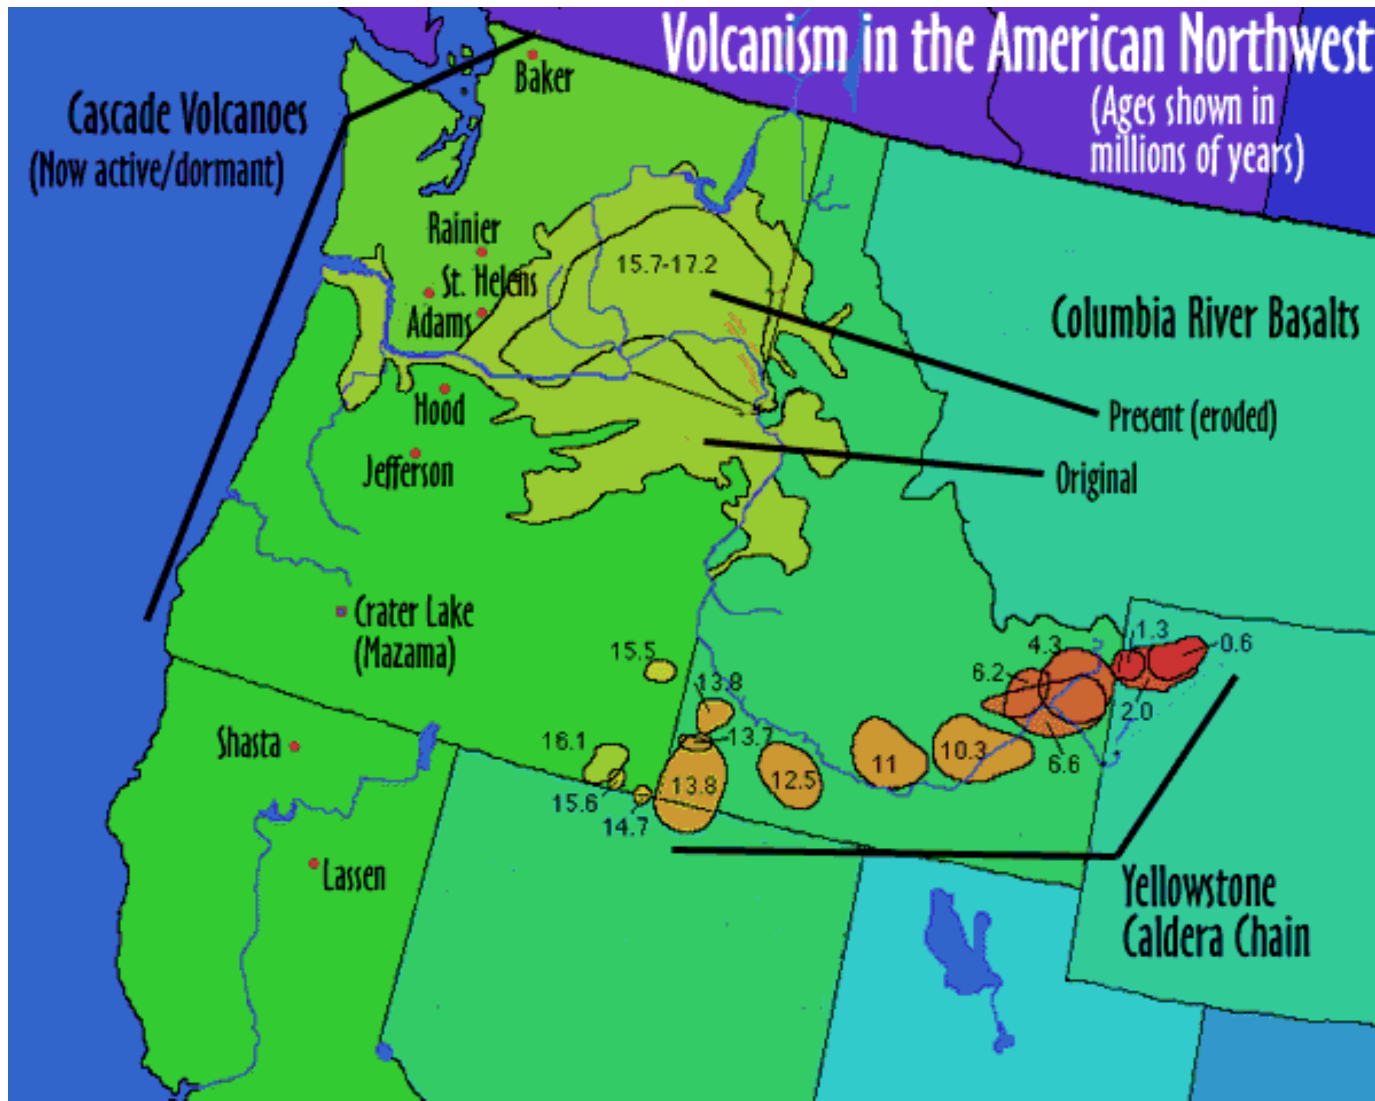 Volcanism in the American Northwest
(Ages shown in
millions of years)
Cascade Volcanoes
(Now active/dormant)
Baker
Rainier
St. Helens
Adams
Hood
Jefferson
Crater Lake
(Mazama)
Shasta
Lassen
15.7-17.2
Columbia River Basalts
Present (eroded)
Original
15.5
16.1
15.6
14.7
13.8
13.7
13.8
12.5
11
10.3
6.2
4.3
6.6
1.3
0.6
2.0
Yellowstone
Caldera Chain